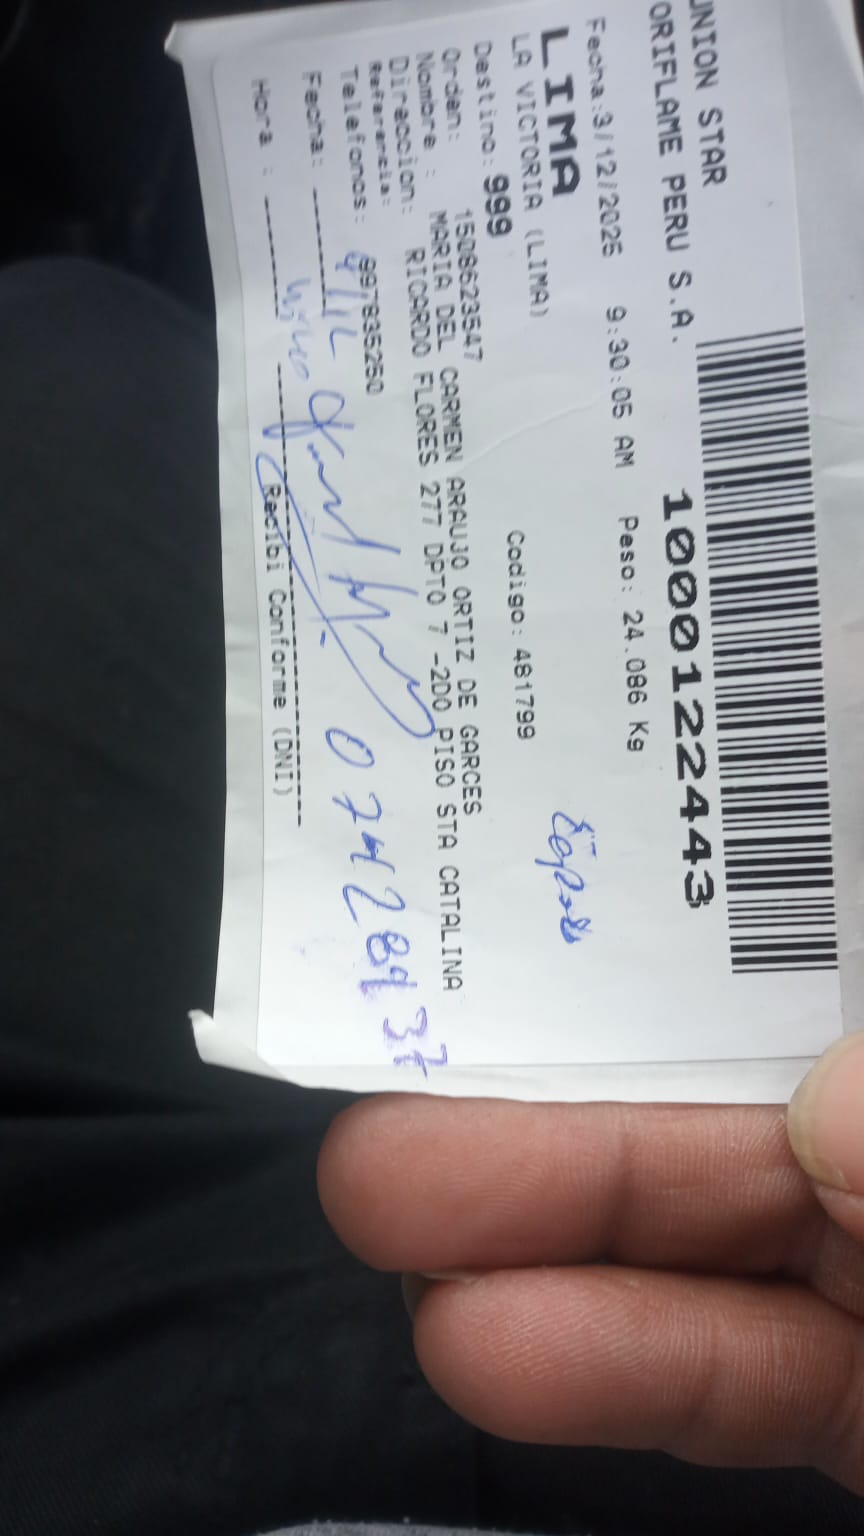 UNION STAR
ORIFLAME PERU S.A.
10000122443
Fecha:3/12/2025 9:30:05 AM Peso: 24.086 Kg
LIMA
LA VICTORIA (LIMA)
Destino: 999 Codigo: 481799
Orden: 1508623547
Nombre : MARIA DEL CARMEN ARAUJO ORTIZ DE GARCES
Direccion: RICARDO FLORES 277 DPTO 7 -2DO PISO STA CATALINA
Referencia:
Telefonos: 997835250
Fecha:
Hora :
Recibi Conforme (DNI)